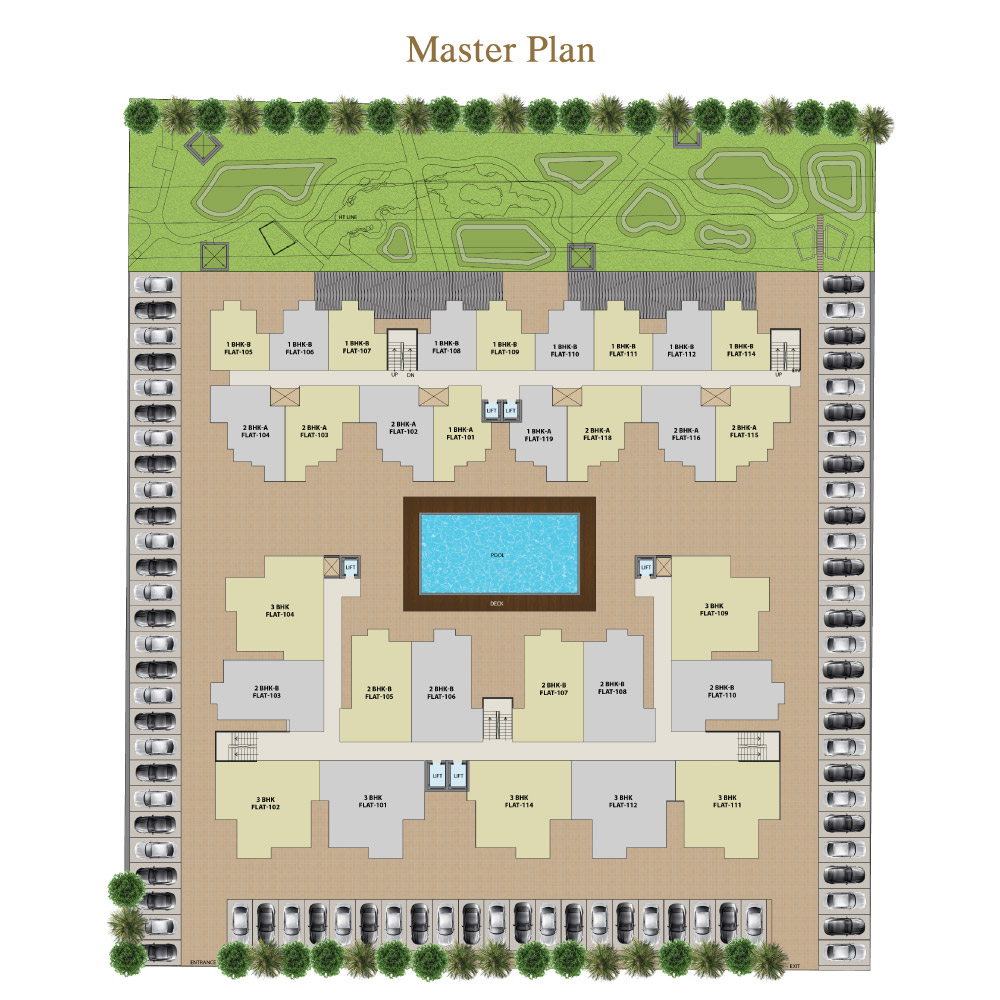 Master Plan
HT LINE
1 BHK-B
FLAT-105
1 BHK-B
FLAT-106
1 BHK-B
FLAT-107
1 BHK-B
FLAT-108
1 BHK-B
FLAT-109
1 BHK-B
FLAT-110
1 BHK-B
FLAT-111
1 BHK-B
FLAT-112
1 BHK-B
FLAT-114
UP
DN
UP
2 BHK-A
FLAT-104
2 BHK-A
FLAT-103
2 BHK-A
FLAT-102
1 BHK-A
FLAT-101
LIFT
LIFT
1 BHK-A
FLAT-119
2 BHK-A
FLAT-118
2 BHK-A
FLAT-116
2 BHK-A
FLAT-115
POOL
DECK
LIFT
LIFT
3 BHK
FLAT-104
3 BHK
FLAT-109
2 BHK-B
FLAT-103
2 BHK-B
FLAT-105
2 BHK-B
FLAT-106
2 BHK-B
FLAT-107
2 BHK-B
FLAT-108
2 BHK-B
FLAT-110
3 BHK
FLAT-102
3 BHK
FLAT-101
LIFT
LIFT
3 BHK
FLAT-114
3 BHK
FLAT-112
3 BHK
FLAT-111
ENTRANCE
EXIT